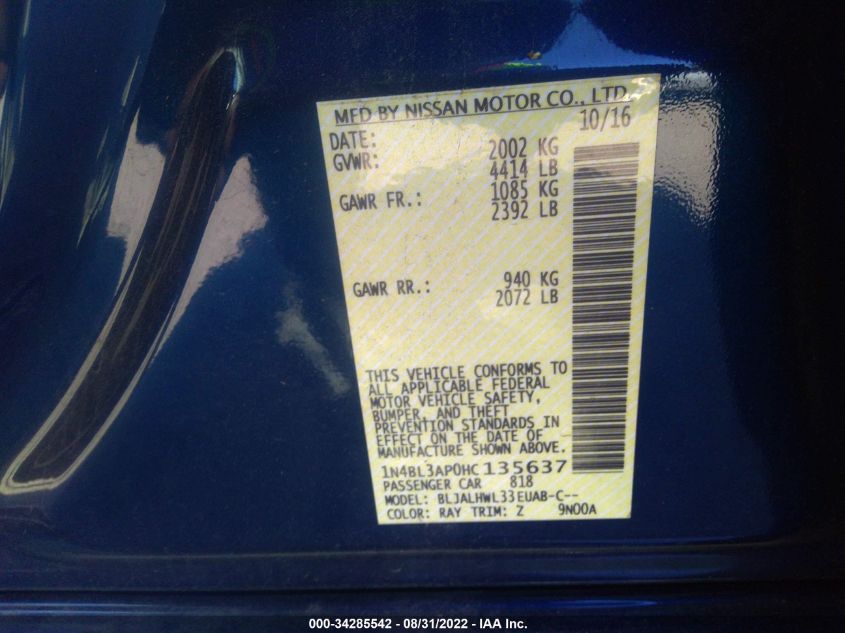 MFD BY NISSAN MOTOR CO., LTD.
DATE: 10/16
GVWR: 2002 KG
4414 LB
GAWR FR.: 1085 KG
2392 LB
GAWR RR.: 940 KG
2072 LB
THIS VEHICLE CONFORMS TO
ALL APPLICABLE FEDERAL
MOTOR VEHICLE SAFETY,
BUMPER, AND THEFT
PREVENTION STANDARDS IN
EFFECT ON THE DATE OF
MANUFACTURE SHOWN ABOVE.
1N4BL3AP0HC135637
PASSENGER CAR 818
MODEL: BLJALHWL33EUAB-C--
COLOR: RAY TRIM: Z 9N00A
000-34285542 - 08/31/2022 - IAA Inc.